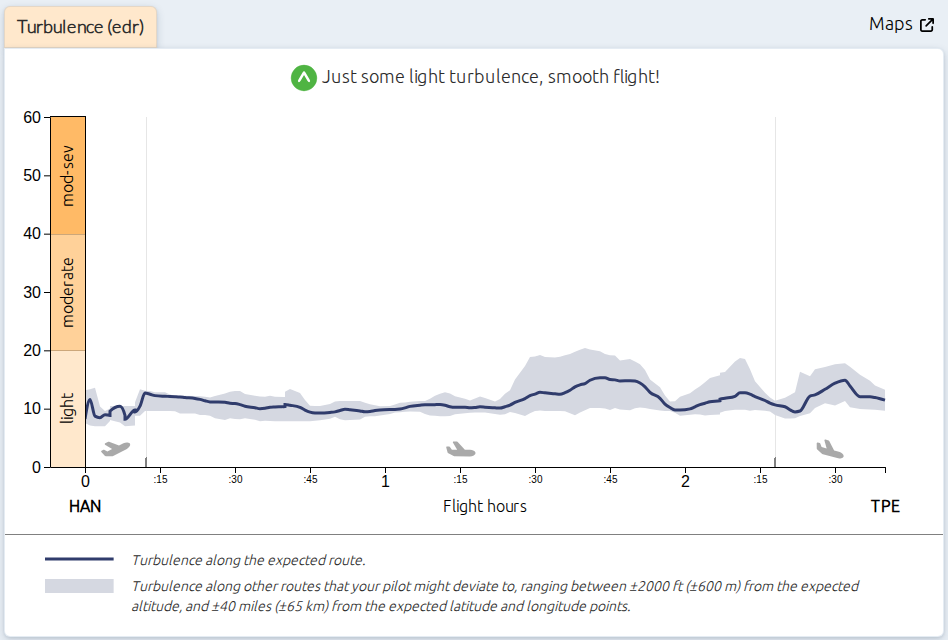 Turbulence (edr)
Maps
Just some light turbulence, smooth flight!
60
50
40
30
20
10
0
mod-sev
moderate
light
0 :15 :30 :45 1 :15 :30 :45 2 :15 :30
HAN Flight hours TPE
Turbulence along the expected route.
Turbulence along other routes that your pilot might deviate to, ranging between ±2000 ft (±600 m) from the expected
altitude, and ±40 miles (±65 km) from the expected latitude and longitude points.